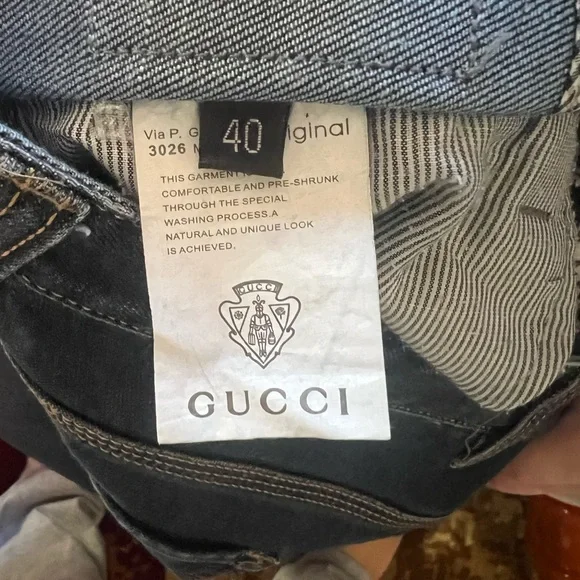 Via P. G
40
iginal
3026 M
THIS GARMENT
COMFORTABLE AND PRE-SHRUNK
THROUGH THE SPECIAL
WASHING PROCESS.A
NATURAL AND UNIQUE LOOK
IS ACHIEVED.
GUCCI
GUCCI